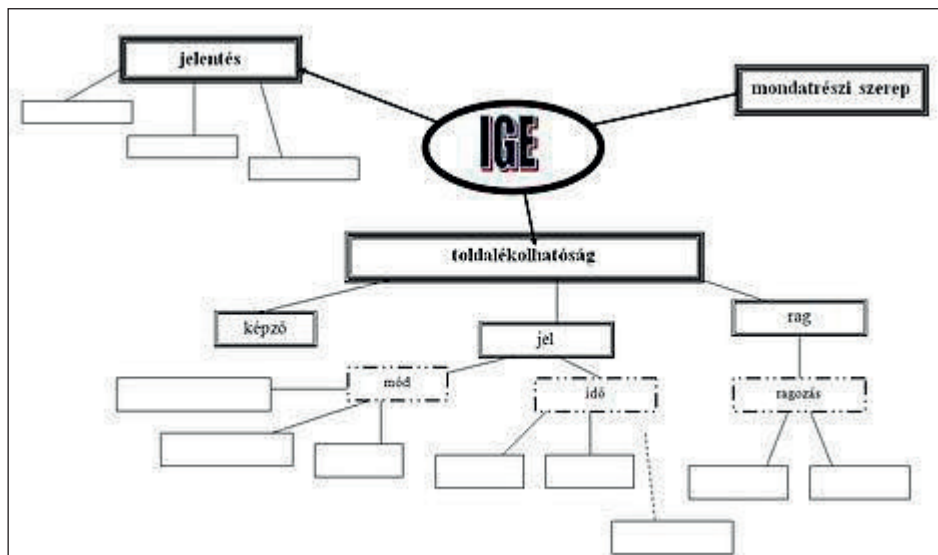 jelentés
mondatrészi szerep
IGE
toldalékolhatóság
képző
jel
rag
mód
idő
ragozás